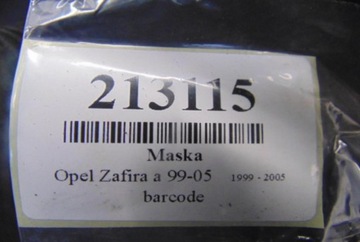 213115
Maska
Opel Zafira a 99-05 1999 - 2005
barcode